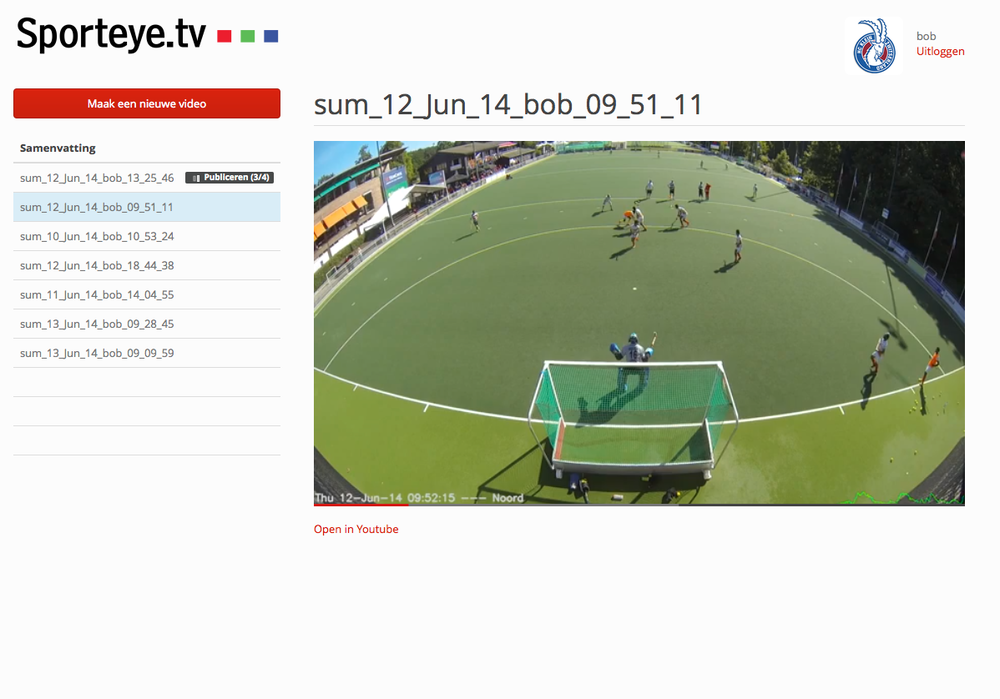 Sporteye.tv
bob
Uitloggen
Maak een nieuwe video
sum_12_Jun_14_bob_09_51_11
Samenvatting
sum_12_Jun_14_bob_13_25_46 Publiceren (3/4)
sum_12_Jun_14_bob_09_51_11
sum_10_Jun_14_bob_10_53_24
sum_12_Jun_14_bob_18_44_38
sum_11_Jun_14_bob_14_04_55
sum_13_Jun_14_bob_09_28_45
sum_13_Jun_14_bob_09_09_59
Thu 12-Jun-14 09:52:15 --- Noord
Open in Youtube